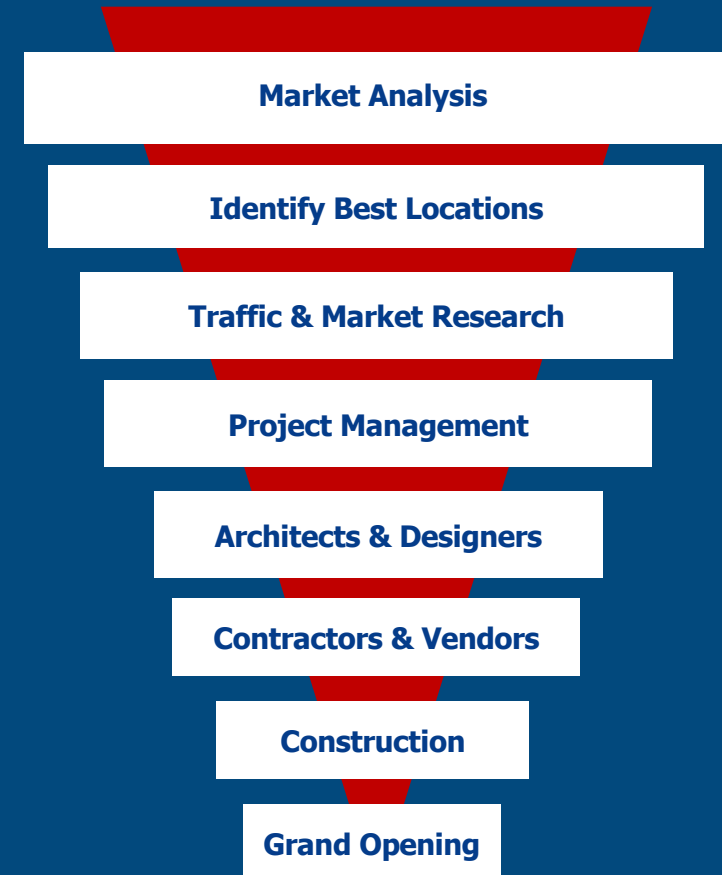 Market Analysis
Identify Best Locations
Traffic & Market Research
Project Management
Architects & Designers
Contractors & Vendors
Construction
Grand Opening